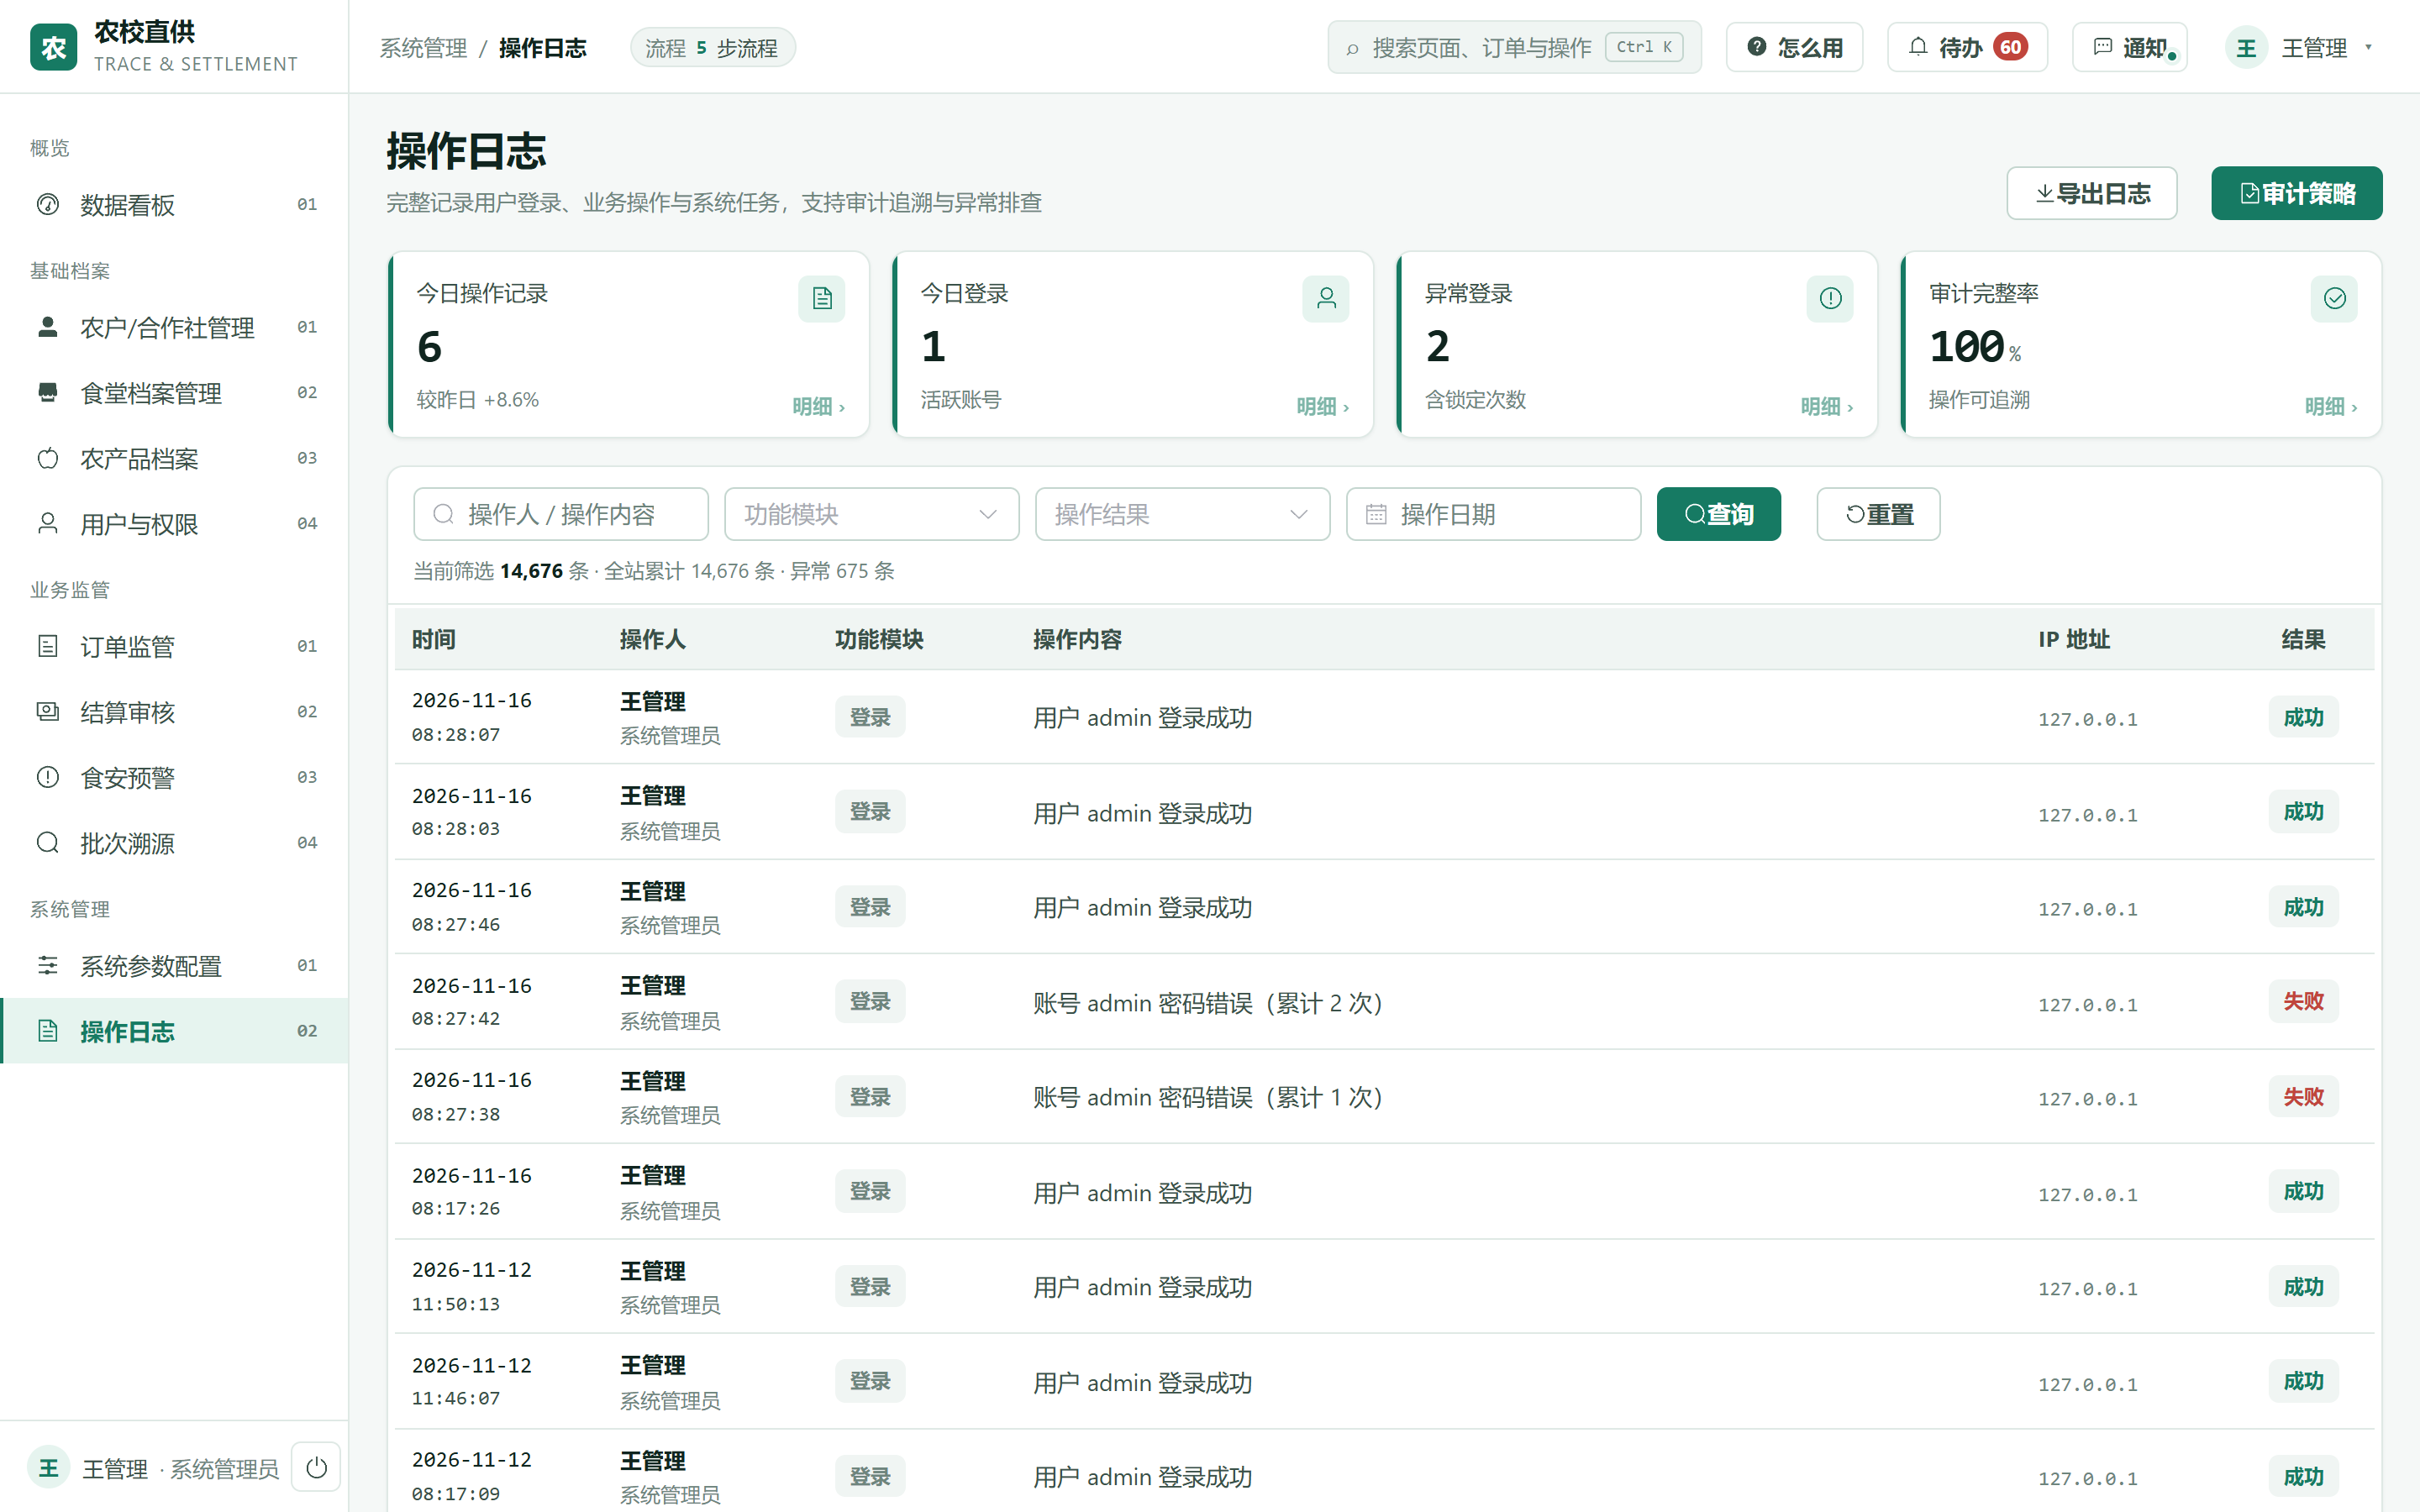 农 农校直供
TRACE & SETTLEMENT
系统管理 / 操作日志 流程 5 步流程
搜索页面、订单与操作 Ctrl K
怎么用
待办 60
通知
王 王管理
概览
数据看板 01
基础档案
农户/合作社管理 01
食堂档案管理 02
农产品档案 03
用户与权限 04
业务监管
订单监管 01
结算审核 02
食安预警 03
批次溯源 04
系统管理
系统参数配置 01
操作日志 02
王 王管理 · 系统管理员
操作日志
完整记录用户登录、业务操作与系统任务，支持审计追溯与异常排查
导出日志 审计策略
今日操作记录
6
较昨日 +8.6% 明细 ›
今日登录
1
活跃账号 明细 ›
异常登录
2
含锁定次数 明细 ›
审计完整率
100 %
操作可追溯 明细 ›
操作人 / 操作内容 功能模块 操作结果 操作日期 查询 重置
当前筛选 14,676 条 · 全站累计 14,676 条 · 异常 675 条
时间 操作人 功能模块 操作内容 IP 地址 结果
2026-11-16 08:28:07 王管理 系统管理员 登录 用户 admin 登录成功 127.0.0.1 成功
2026-11-16 08:28:03 王管理 系统管理员 登录 用户 admin 登录成功 127.0.0.1 成功
2026-11-16 08:27:46 王管理 系统管理员 登录 用户 admin 登录成功 127.0.0.1 成功
2026-11-16 08:27:42 王管理 系统管理员 登录 账号 admin 密码错误（累计 2 次） 127.0.0.1 失败
2026-11-16 08:27:38 王管理 系统管理员 登录 账号 admin 密码错误（累计 1 次） 127.0.0.1 失败
2026-11-16 08:17:26 王管理 系统管理员 登录 用户 admin 登录成功 127.0.0.1 成功
2026-11-12 11:50:13 王管理 系统管理员 登录 用户 admin 登录成功 127.0.0.1 成功
2026-11-12 11:46:07 王管理 系统管理员 登录 用户 admin 登录成功 127.0.0.1 成功
2026-11-12 08:17:09 王管理 系统管理员 登录 用户 admin 登录成功 127.0.0.1 成功